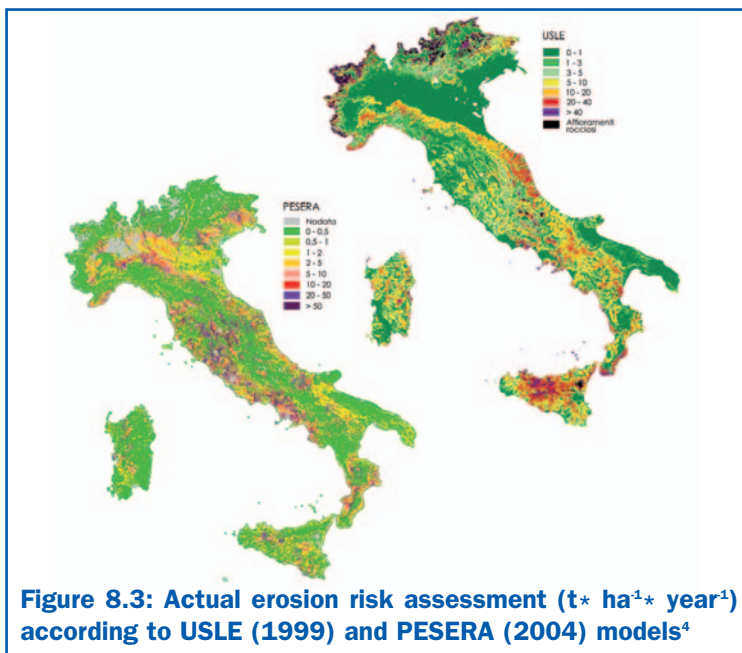 USLE
0 - 1
1 - 3
3 - 5
5 - 10
10 - 20
20 - 40
> 40
Affioramenti
rocciosi
PESERA
Nodata
0 - 0,5
0,5 - 1
1 - 2
2 - 5
5 - 10
10 - 20
20 - 50
> 50
Figure 8.3: Actual erosion risk assessment (t* ha⁻¹* year¹)
according to USLE (1999) and PESERA (2004) models⁴